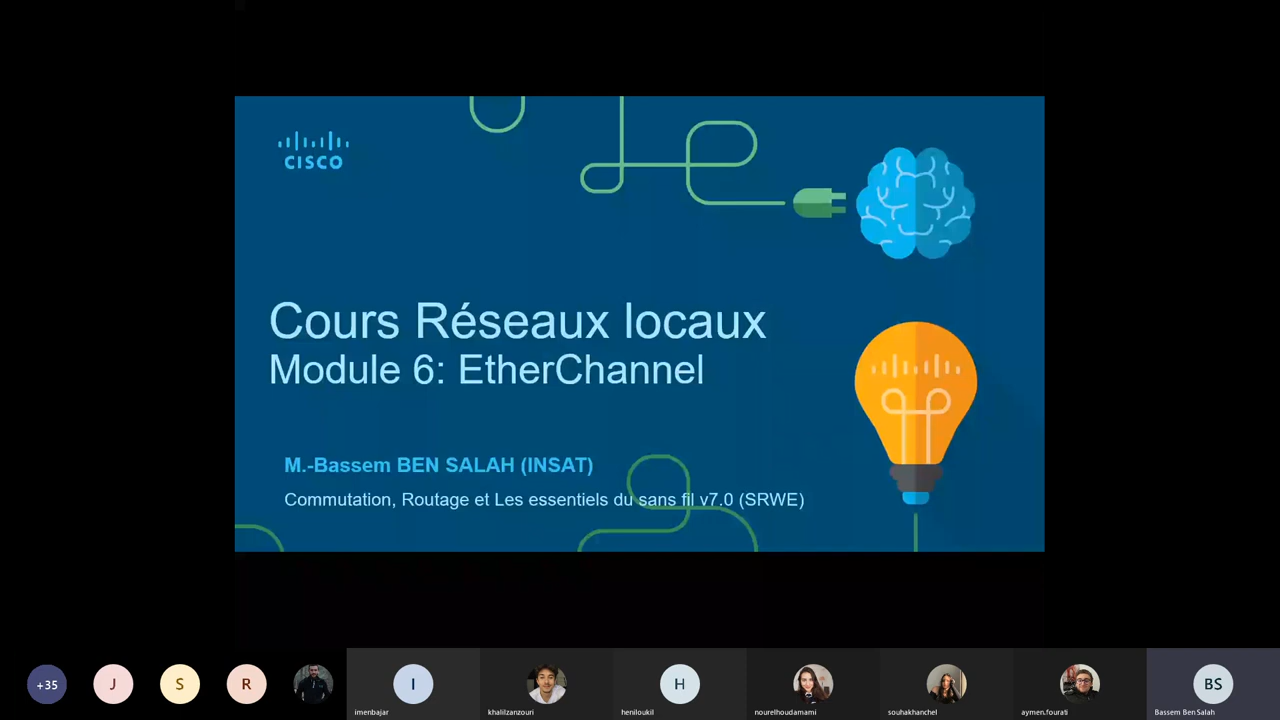 CISCO
Cours Réseaux locaux
Module 6: EtherChannel
M.-Bassem BEN SALAH (INSAT)
Commutation, Routage et Les essentiels du sans fil v7.0 (SRWE)
+35
J
S
R
I
H
BS
imenbajar
khalilzanzouri
heniloukil
nourelhoudamami
souhakhanchel
aymen.fourati
Bassem Ben Salah